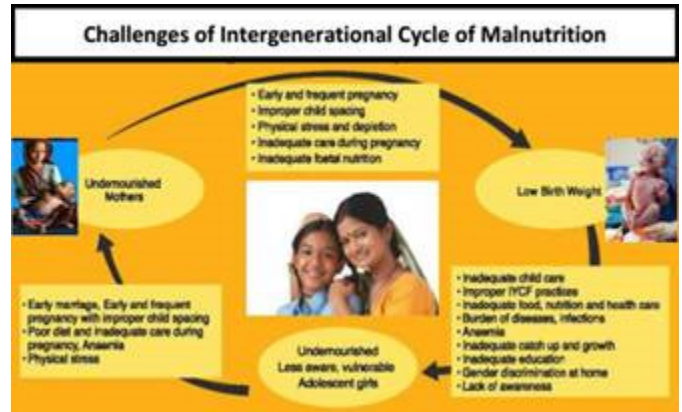 Challenges of Intergenerational Cycle of Malnutrition
• Early and frequent pregnancy
• Improper child spacing
• Physical stress and depletion
• Inadequate care during pregnancy
• Inadequate foetal nutrition
Undernourished
Mothers
Low Birth Weight
• Early marriage, Early and frequent
pregnancy with improper child spacing
• Poor diet and inadequate care during
pregnancy, Anaemia
• Physical stress
• Inadequate child care
• Improper IYCF practices
• Inadequate food, nutrition and health care
• Burden of diseases, infections
• Anaemia
• Inadequate catch up and growth
• Inadequate education
• Gender discrimination at home
• Lack of awareness
Undernourished
Less aware, vulnerable
Adolescent girls